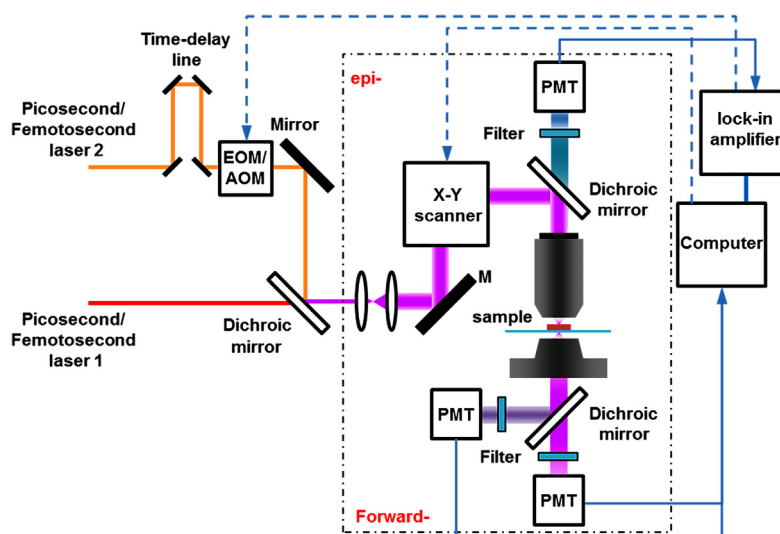 Time-delay
line
Picosecond/
Femotosecond
laser 2
Mirror
EOM/
AOM
Picosecond/
Femotosecond
laser 1
Dichroic
mirror
epi-
PMT
Filter
X-Y
scanner
Dichroic
mirror
M
sample
PMT
Filter
Dichroic
mirror
PMT
Forward-
lock-in
amplifier
Computer